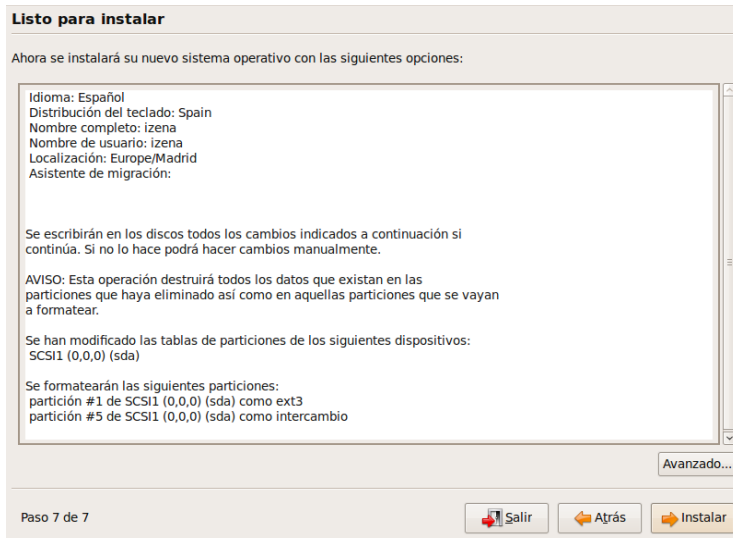 Listo para instalar
Ahora se instalará su nuevo sistema operativo con las siguientes opciones:
Idioma: Español
Distribución del teclado: Spain
Nombre completo: izena
Nombre de usuario: izena
Localización: Europe/Madrid
Asistente de migración:
Se escribirán en los discos todos los cambios indicados a continuación si
continúa. Si no lo hace podrá hacer cambios manualmente.
AVISO: Esta operación destruirá todos los datos que existan en las
particiones que haya eliminado así como en aquellas particiones que se vayan
a formatear.
Se han modificado las tablas de particiones de los siguientes dispositivos:
SCSI1 (0,0,0) (sda)
Se formatearán las siguientes particiones:
partición #1 de SCSI1 (0,0,0) (sda) como ext3
partición #5 de SCSI1 (0,0,0) (sda) como intercambio
Avanzado...
Paso 7 de 7
Salir
Atrás
Instalar